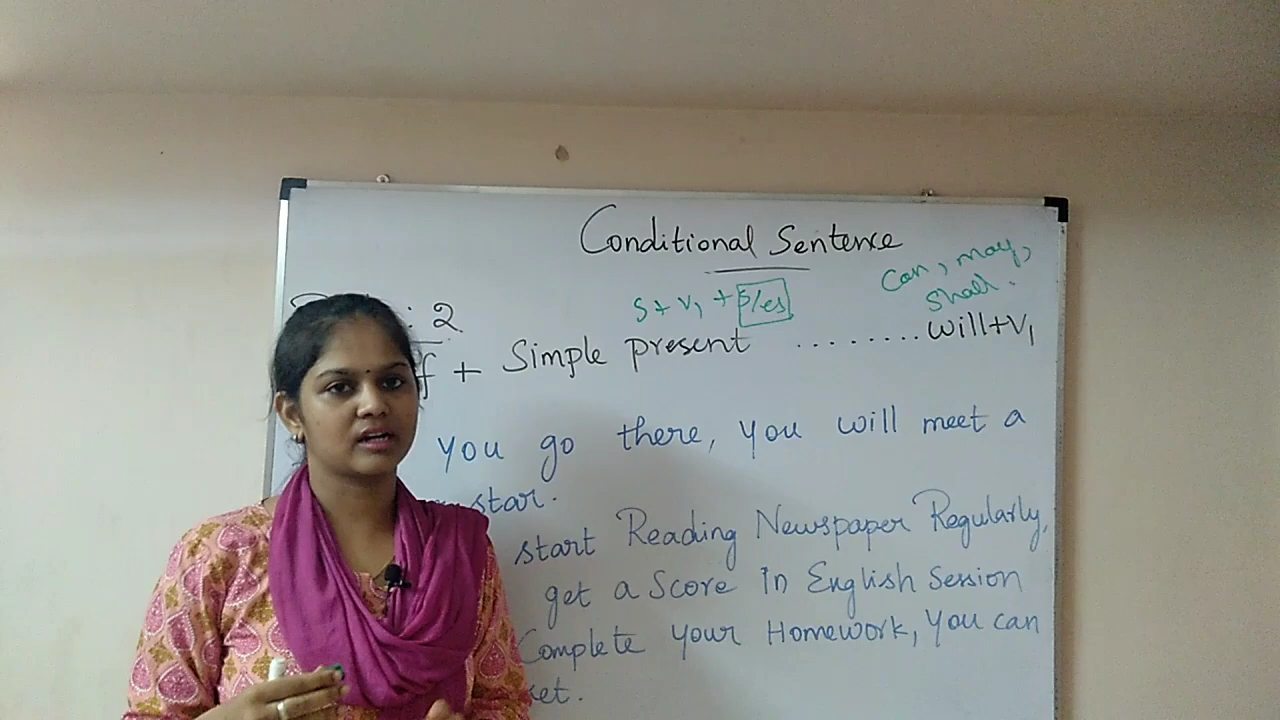 Conditional Sentence
Can, may,
shall.
S + V1 + s/es
: 2
f + Simple present ........ will + V1
you go there, you will meet a
star.
start Reading Newspaper Regularly,
get a Score in English Session
Complete your Homework, you can